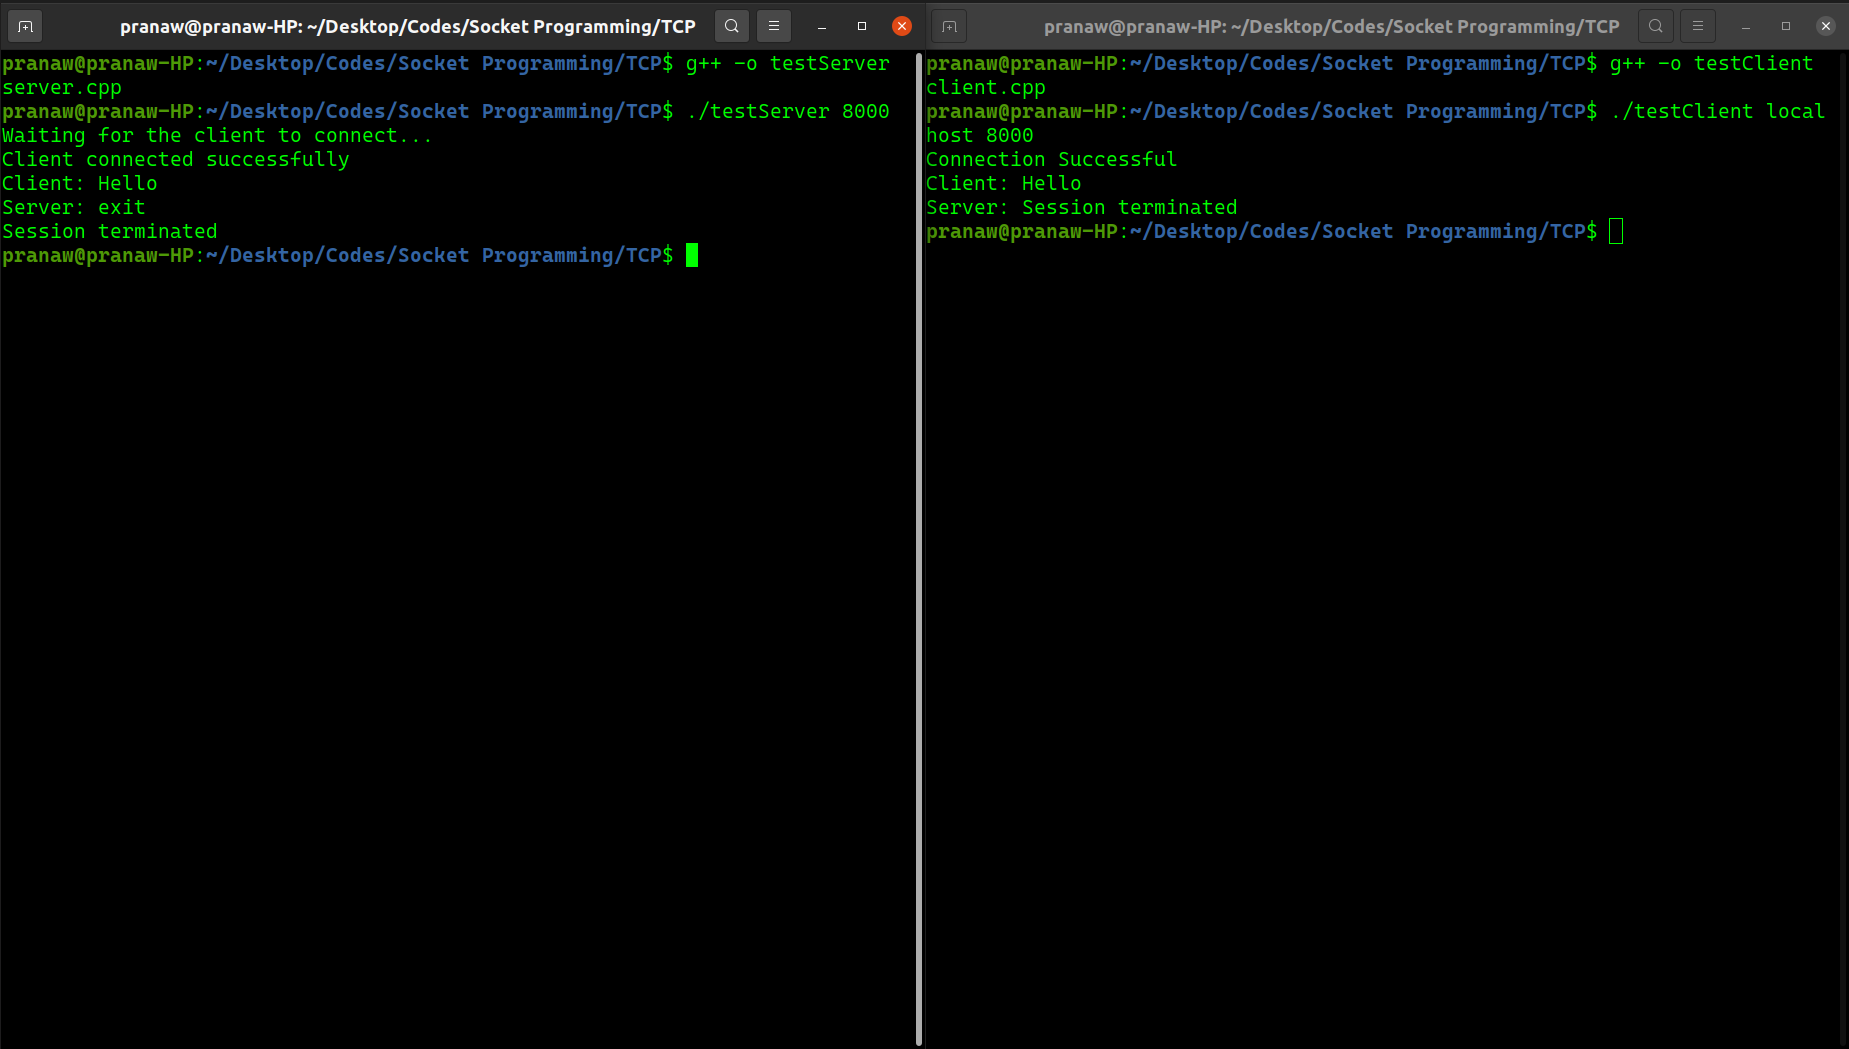 pranaw@pranaw-HP: ~/Desktop/Codes/Socket Programming/TCP
pranaw@pranaw-HP:~/Desktop/Codes/Socket Programming/TCP$ g++ -o testServer
server.cpp
pranaw@pranaw-HP:~/Desktop/Codes/Socket Programming/TCP$ ./testServer 8000
Waiting for the client to connect...
Client connected successfully
Client: Hello
Server: exit
Session terminated
pranaw@pranaw-HP:~/Desktop/Codes/Socket Programming/TCP$
pranaw@pranaw-HP: ~/Desktop/Codes/Socket Programming/TCP
pranaw@pranaw-HP:~/Desktop/Codes/Socket Programming/TCP$ g++ -o testClient
client.cpp
pranaw@pranaw-HP:~/Desktop/Codes/Socket Programming/TCP$ ./testClient local
host 8000
Connection Successful
Client: Hello
Server: Session terminated
pranaw@pranaw-HP:~/Desktop/Codes/Socket Programming/TCP$